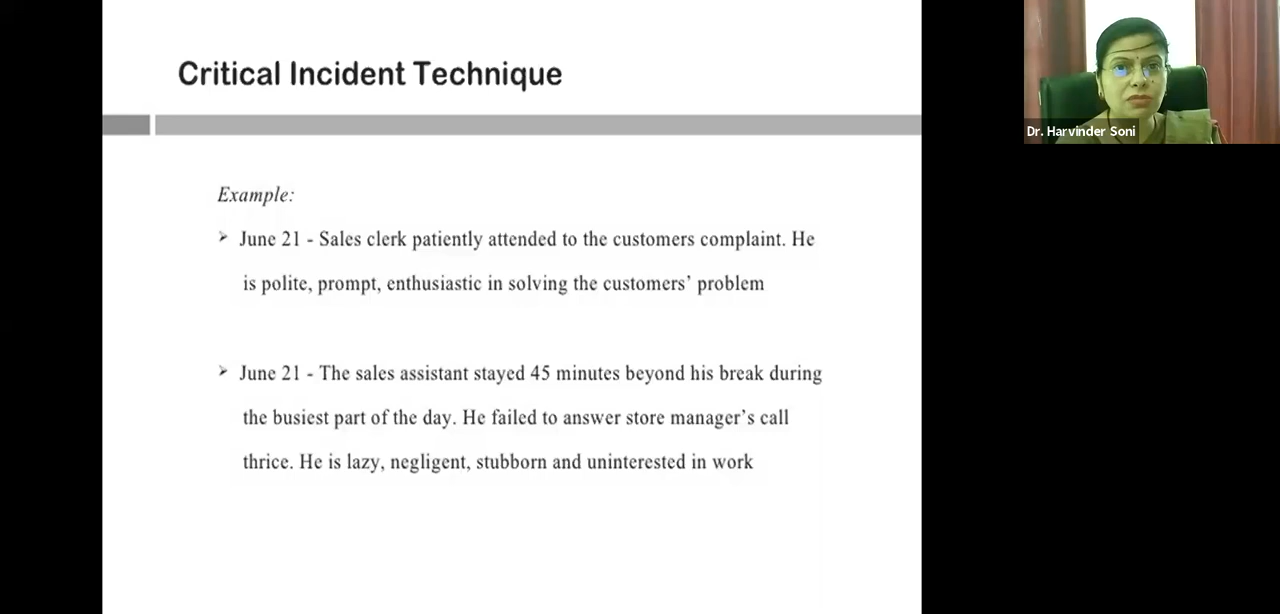 Critical Incident Technique
Example:
➢ June 21 - Sales clerk patiently attended to the customers complaint. He
is polite, prompt, enthusiastic in solving the customers’ problem
➢ June 21 - The sales assistant stayed 45 minutes beyond his break during
the busiest part of the day. He failed to answer store manager’s call
thrice. He is lazy, negligent, stubborn and uninterested in work
Dr. Harvinder Soni